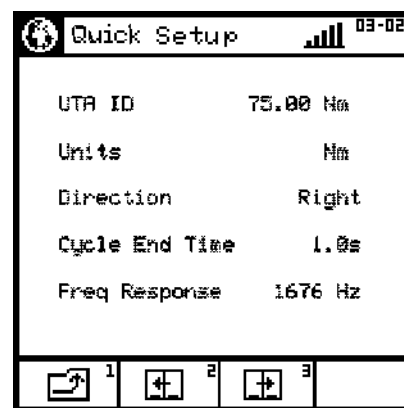 Quick Setup 03-02
UTA ID 75.00 Nm
Units Nm
Direction Right
Cycle End Time 1.0s
Freq Response 1676 Hz
1 2 3